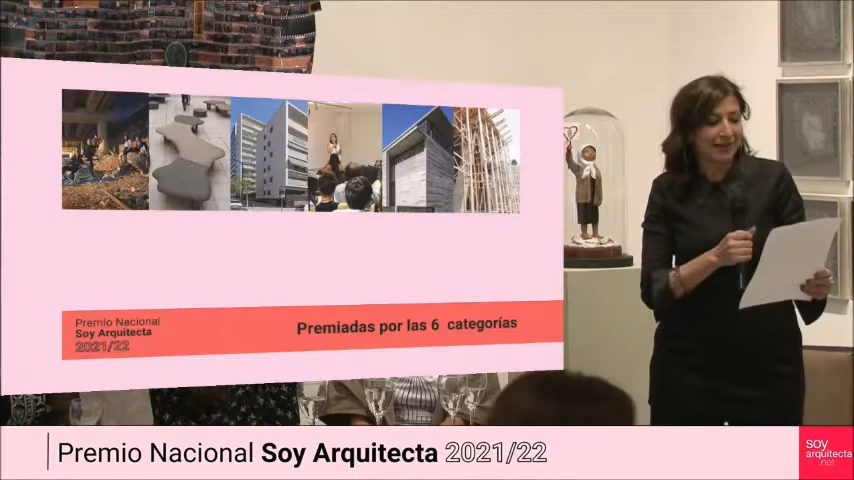 Premio Nacional
Soy Arquitecta
2021/22
Premiadas por las 6 categorías
Premio Nacional Soy Arquitecta 2021/22
soy
arquitecta
.net